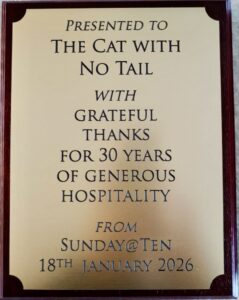 Presented to
The Cat with
No Tail
with
grateful
thanks
for 30 years
of generous
hospitality
from
Sunday@Ten
18th January 2026